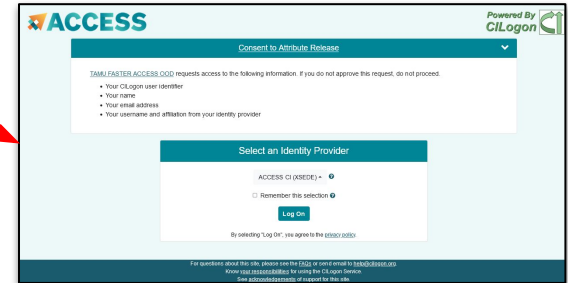 ACCESS
Powered By
CILogon
Consent to Attribute Release
TAMU FASTER ACCESS OOD requests access to the following information. If you do not approve this request, do not proceed.
• Your CILogon user identifier
• Your name
• Your email address
• Your username and affiliation from your identity provider
Select an Identity Provider
ACCESS CI (XSEDE)
Remember this selection
Log On
By selecting "Log On", you agree to the privacy policy.
For questions about this site, please see the FAQs or send email to help@cilogon.org.
Know your responsibilities for using the CILogon Service.
See acknowledgements of support for this site.